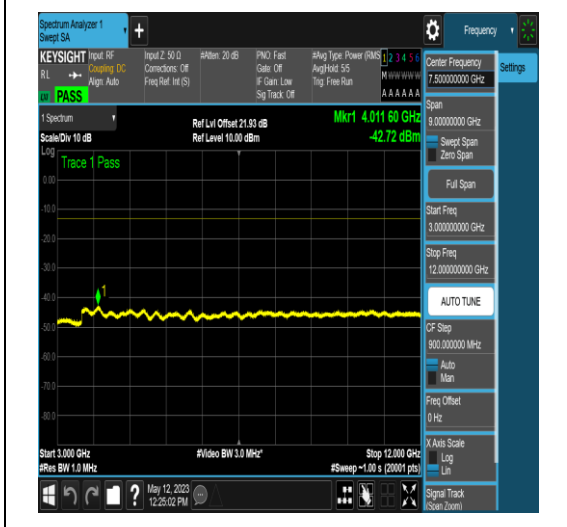 Spectrum Analyzer 1
Swept SA
+
Frequency
KEYSIGHT
Input: RF
Coupling: DC
Align: Auto
Input Z: 50 Ω
Corrections: Off
Freq Ref: Int (S)
#Atten: 20 dB
PNO: Fast
Gate: Off
IF Gain: Low
Sig Track: Off
#Avg Type: Power (RMS)
Avg|Hold: 5/5
Trig: Free Run
1 2 3 4 5 6
M W W W W W
A A A A A A
R L
PASS
1 Spectrum
Scale/Div 10 dB
Ref Lvl Offset 21.93 dB
Ref Level 10.00 dBm
Mkr1 4.011 60 GHz
-42.72 dBm
Log
Trace 1 Pass
0.00
-10.0
-20.0
-30.0
-40.0
-50.0
-60.0
-70.0
-80.0
1
Start 3.000 GHz
#Res BW 1.0 MHz
#Video BW 3.0 MHz*
Stop 12.000 GHz
#Sweep ~1.00 s (20001 pts)
May 12, 2023
12:25:02 PM
?
Center Frequency
7.500000000 GHz
Settings
Span
9.00000000 GHz
Swept Span
Zero Span
Full Span
Start Freq
3.000000000 GHz
Stop Freq
12.000000000 GHz
AUTO TUNE
CF Step
900.000000 MHz
Auto
Man
Freq Offset
0 Hz
X Axis Scale
Log
Lin
Signal Track
(Span Zoom)